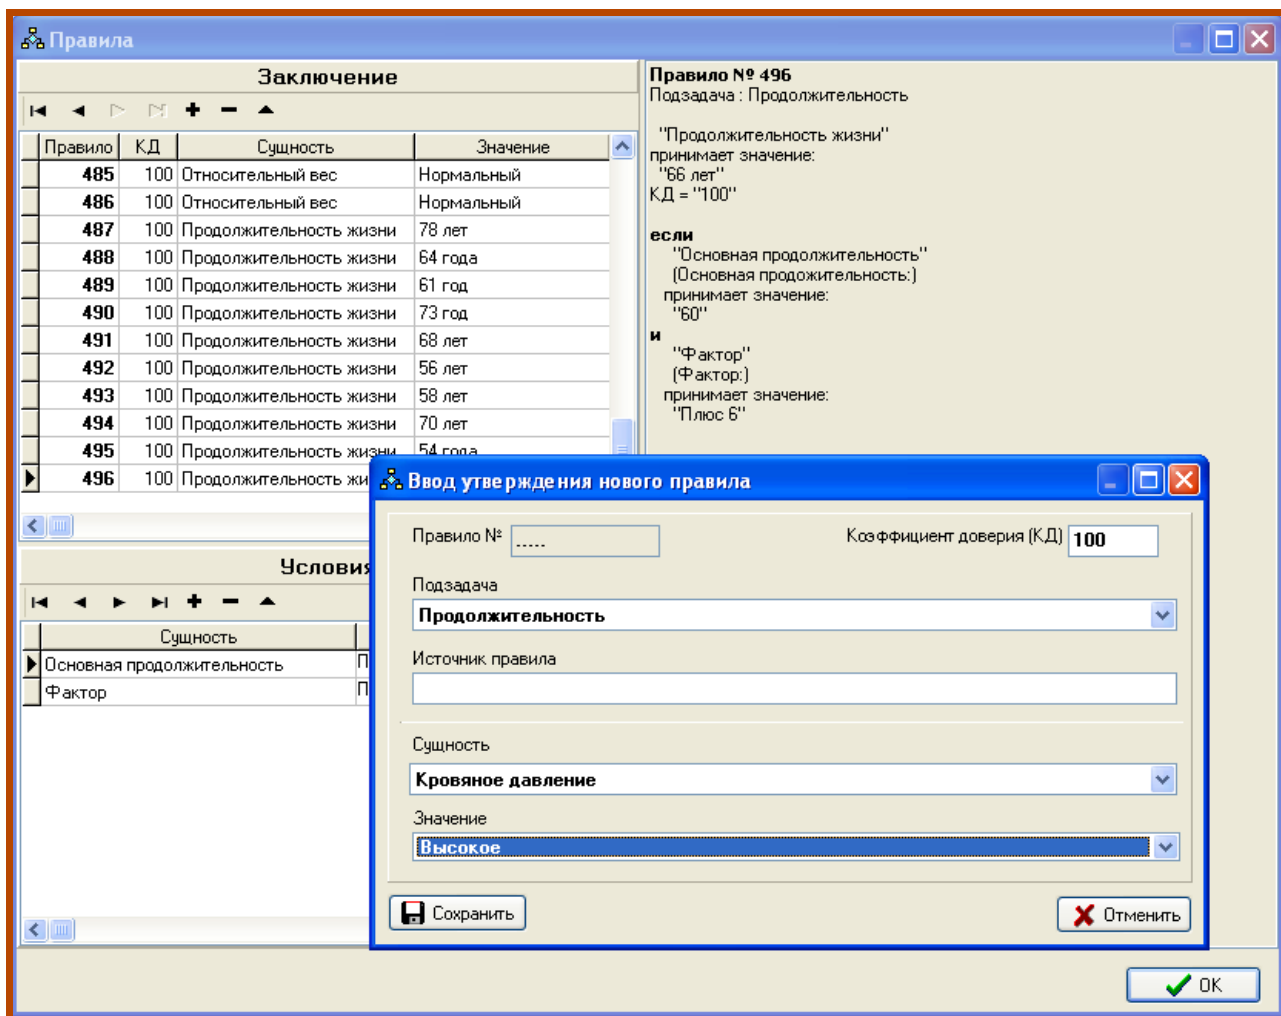 Правила
Заключение
Правило КД Сущность Значение
485 100 Относительный вес Нормальный
486 100 Относительный вес Нормальный
487 100 Продолжительность жизни 78 лет
488 100 Продолжительность жизни 64 года
489 100 Продолжительность жизни 61 год
490 100 Продолжительность жизни 73 год
491 100 Продолжительность жизни 68 лет
492 100 Продолжительность жизни 56 лет
493 100 Продолжительность жизни 58 лет
494 100 Продолжительность жизни 70 лет
495 100 Продолжительность жизни 54 года
496 100 Продолжительность жи
Условия
Сущность
Основная продолжительность П
Фактор П
Правило № 496
Подзадача : Продолжительность
"Продолжительность жизни"
принимает значение:
"66 лет"
КД = "100"
если
"Основная продолжительность"
(Основная продожительность:)
принимает значение:
"60"
и
"Фактор"
(Фактор:)
принимает значение:
"Плюс 6"
Ввод утверждения нового правила
Правило № ..... Коэффициент доверия (КД) 100
Подзадача
Продолжительность
Источник правила
Сущность
Кровяное давление
Значение
Высокое
Сохранить Отменить
OK